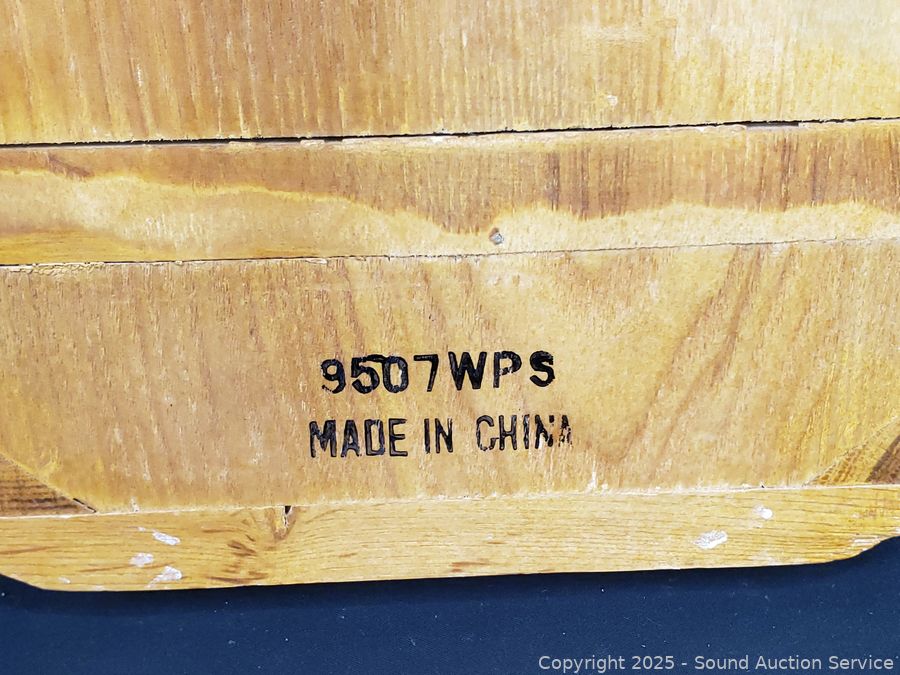 9507WPS
MADE IN CHINA
Copyright © 2025 - Sound Auction Service